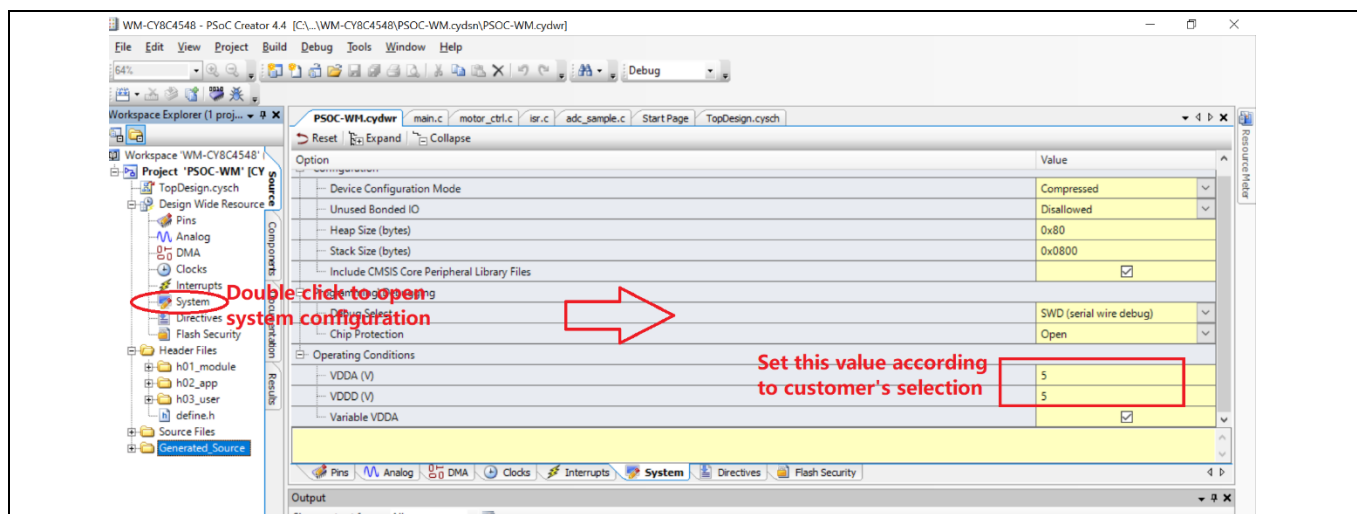 WM-CY8C4548 - PSoC Creator 4.4 [C:\...\WM-CY8C4548\PSOC-WM.cydsn\PSOC-WM.cydwr]
File Edit View Project Build Debug Tools Window Help
64% Debug
Workspace Explorer (1 proj...
PSOC-WM.cydwr main.c motor_ctrl.c isr.c adc_sample.c Start Page TopDesign.cysch
Reset Expand Collapse
Option Value
Configuration
Device Configuration Mode Compressed
Unused Bonded IO Disallowed
Heap Size (bytes) 0x80
Stack Size (bytes) 0x0800
Include CMSIS Core Peripheral Library Files
Programming\Debugging
Debug Select SWD (serial wire debug)
Chip Protection Open
Operating Conditions
VDDA (V) 5
VDDD (V) 5
Variable VDDA
Workspace 'WM-CY8C4548' (
Project 'PSOC-WM' [CY
TopDesign.cysch
Design Wide Resource
Pins
Analog
DMA
Clocks
Interrupts
System
Directives
Flash Security
Header Files
h01_module
h02_app
h03_user
define.h
Source Files
Generated_Source
Source
Components
Documentation
Results
Double click to open
system configuration
Set this value according
to customer's selection
Resource Meter
Pins Analog DMA Clocks Interrupts System Directives Flash Security
Output